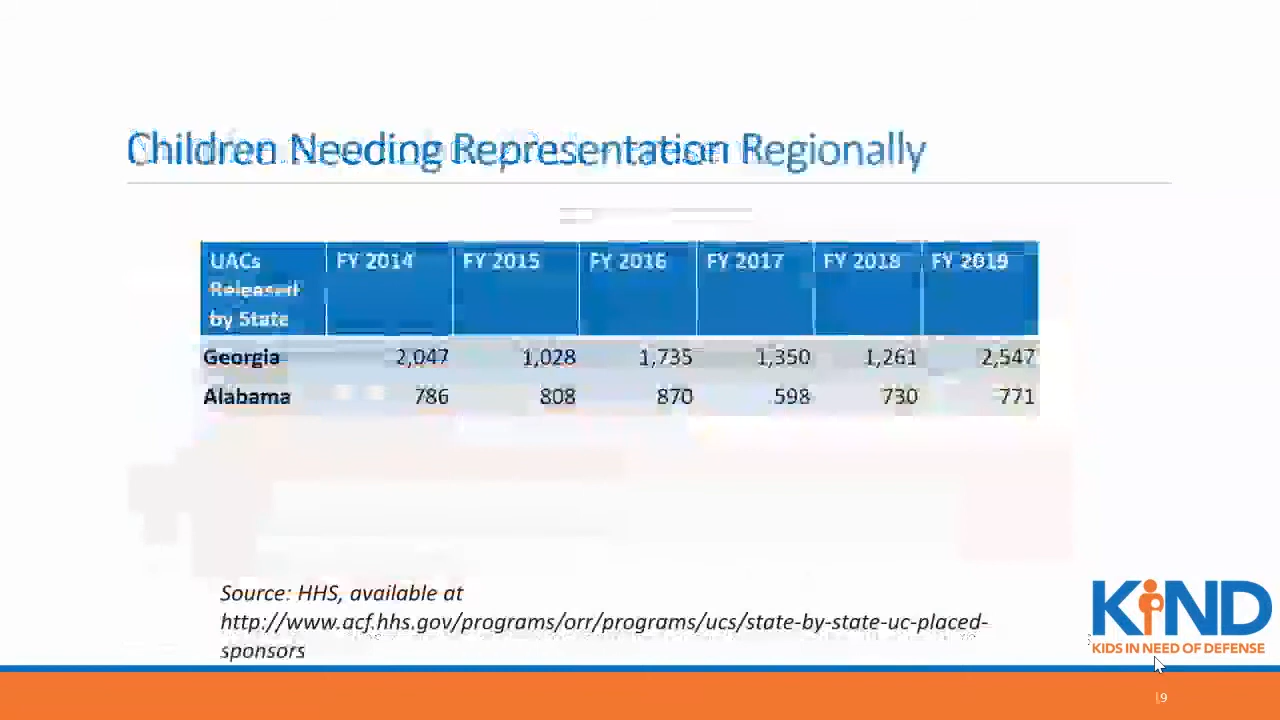 Children Needing Representation Regionally
UACs Released by State FY 2014 FY 2015 FY 2016 FY 2017 FY 2018 FY 2019
Georgia 2,047 1,028 1,735 1,350 1,261 2,547
Alabama 786 808 870 598 730 771
Source: HHS, available at
http://www.acf.hhs.gov/programs/orr/programs/ucs/state-by-state-uc-placed-
sponsors
KiND
KIDS IN NEED OF DEFENSE
|9